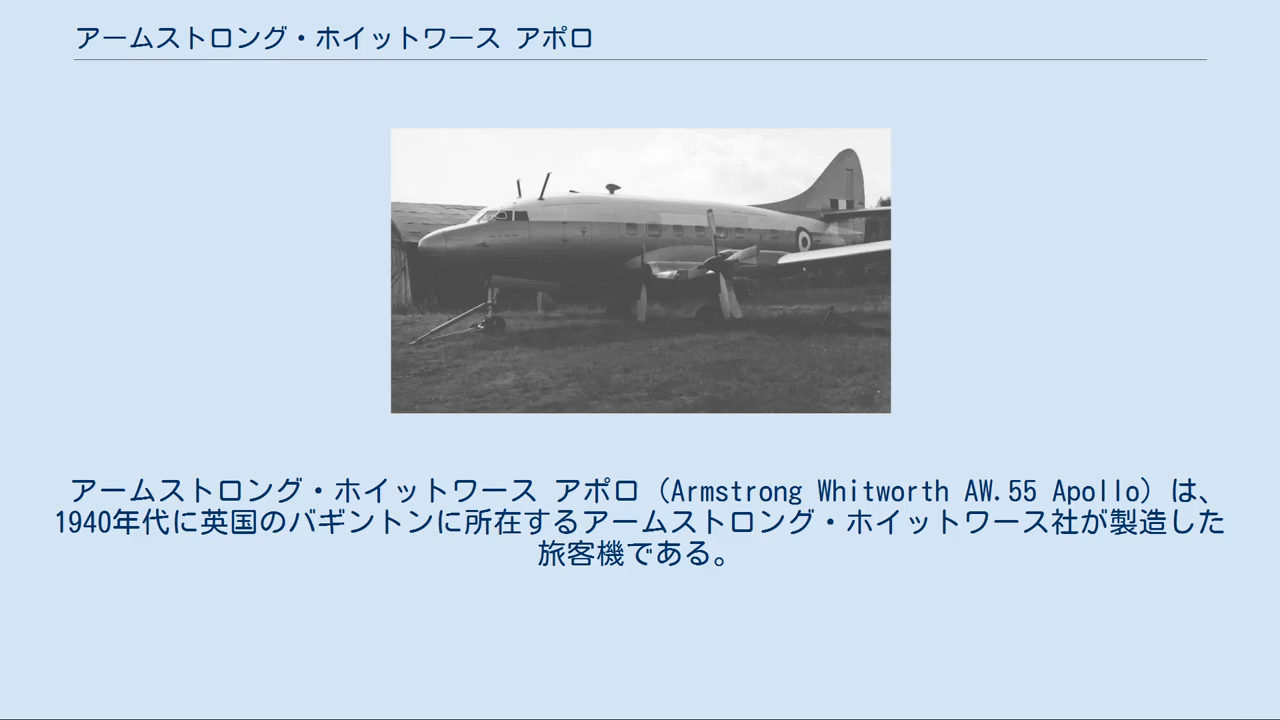 アームストロング・ホイットワース アポロ
アームストロング・ホイットワース アポロ（Armstrong Whitworth AW.55 Apollo）は、
1940年代に英国のバギントンに所在するアームストロング・ホイットワース社が製造した
旅客機である。